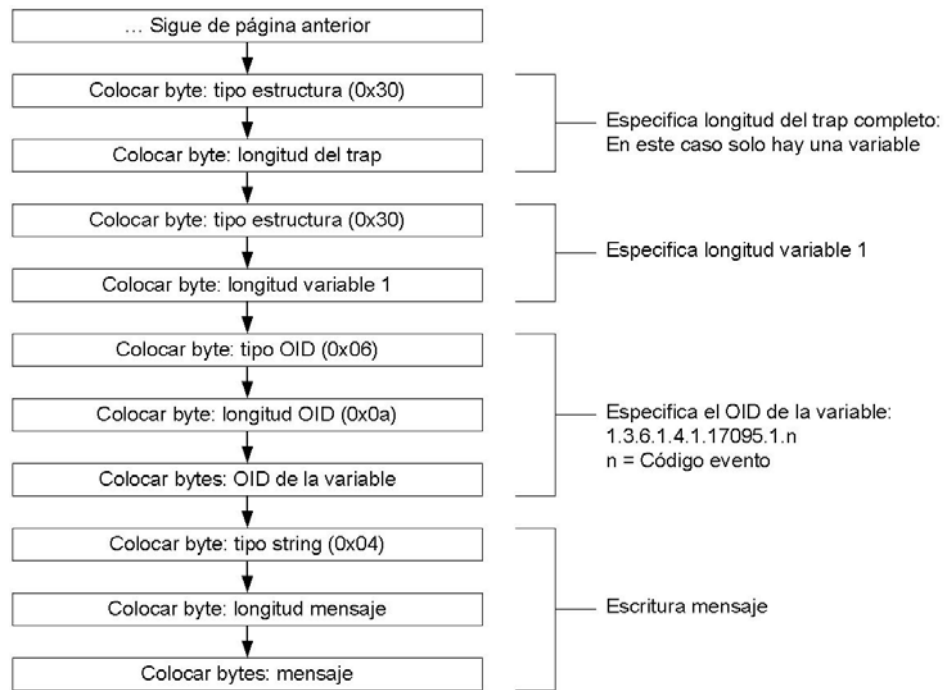 ... Sigue de página anterior
Colocar byte: tipo estructura (0x30)
Colocar byte: longitud del trap
Especifica longitud del trap completo:
En este caso solo hay una variable
Colocar byte: tipo estructura (0x30)
Colocar byte: longitud variable 1
Especifica longitud variable 1
Colocar byte: tipo OID (0x06)
Colocar byte: longitud OID (0x0a)
Colocar bytes: OID de la variable
Especifica el OID de la variable:
1.3.6.1.4.1.17095.1.n
n = Código evento
Colocar byte: tipo string (0x04)
Colocar byte: longitud mensaje
Colocar bytes: mensaje
Escritura mensaje